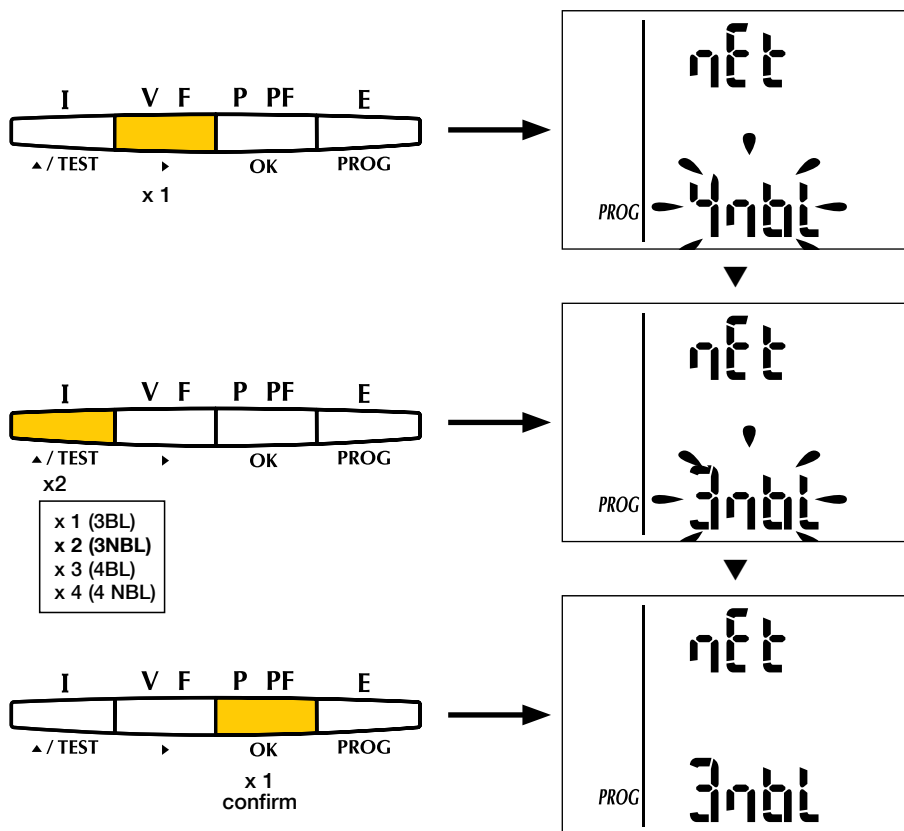 I V F P PF E
▲ / TEST ▶ OK PROG
x 1
nEt
PROG 4nbL
I V F P PF E
▲ / TEST ▶ OK PROG
x2
x 1 (3BL)
x 2 (3NBL)
x 3 (4BL)
x 4 (4 NBL)
nEt
PROG 3nbL
I V F P PF E
▲ / TEST ▶ OK PROG
x 1
confirm
nEt
PROG 3nbL